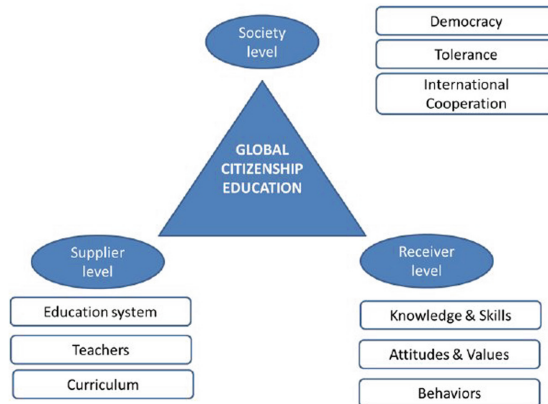 Society
level
Democracy
Tolerance
International
Cooperation
GLOBAL
CITIZENSHIP
EDUCATION
Supplier
level
Education system
Teachers
Curriculum
Receiver
level
Knowledge & Skills
Attitudes & Values
Behaviors